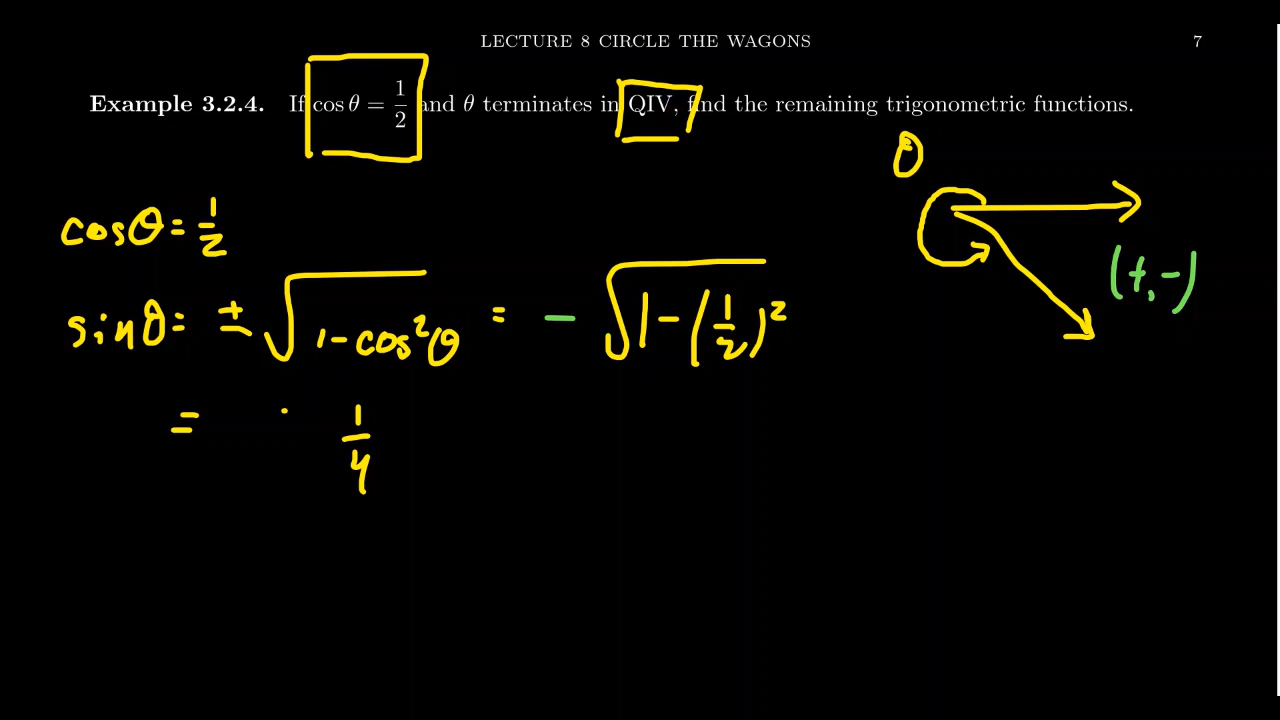 LECTURE 8 CIRCLE THE WAGONS 7
Example 3.2.4. If cos θ = 1/2 and θ terminates in QIV, find the remaining trigonometric functions.
θ
cosθ = 1/2
(+, -)
sinθ = ± √(1 - cos²θ) = - √(1 - (1/2)²)
= 1/4